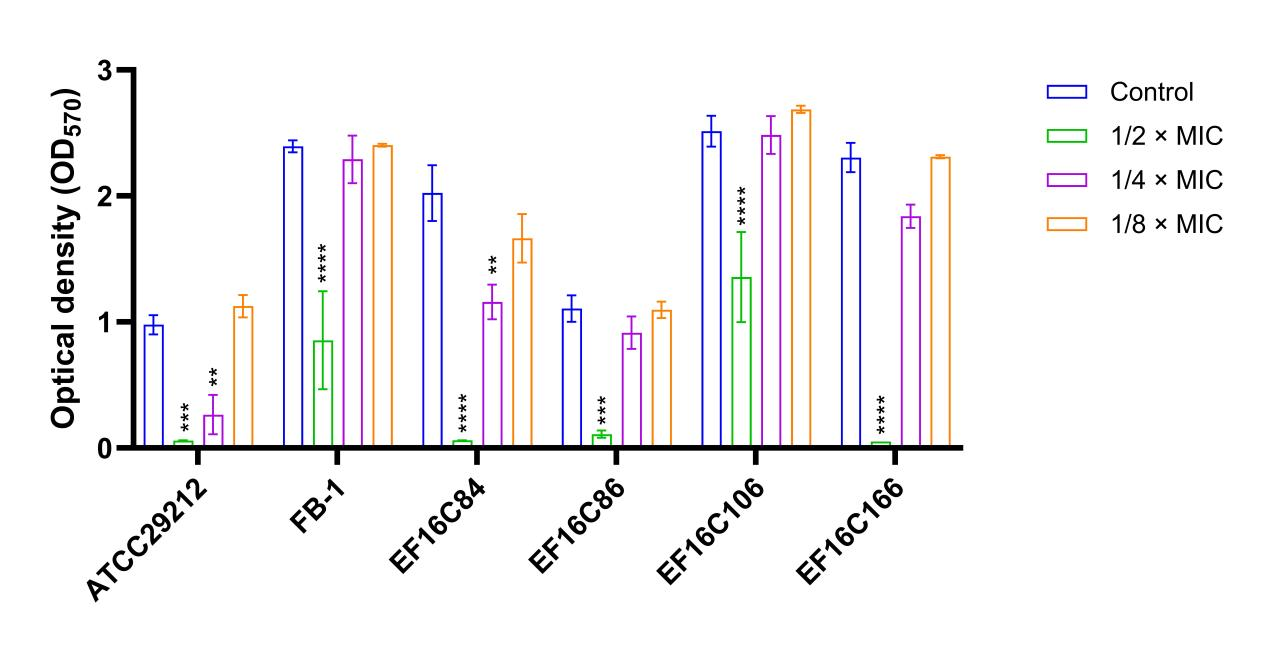 Optical density (OD570)
3
2
1
0
***
**
****
****
**
***
****
****
ATCC29212
FB-1
EF16C84
EF16C86
EF16C106
EF16C166
Control
1/2 × MIC
1/4 × MIC
1/8 × MIC